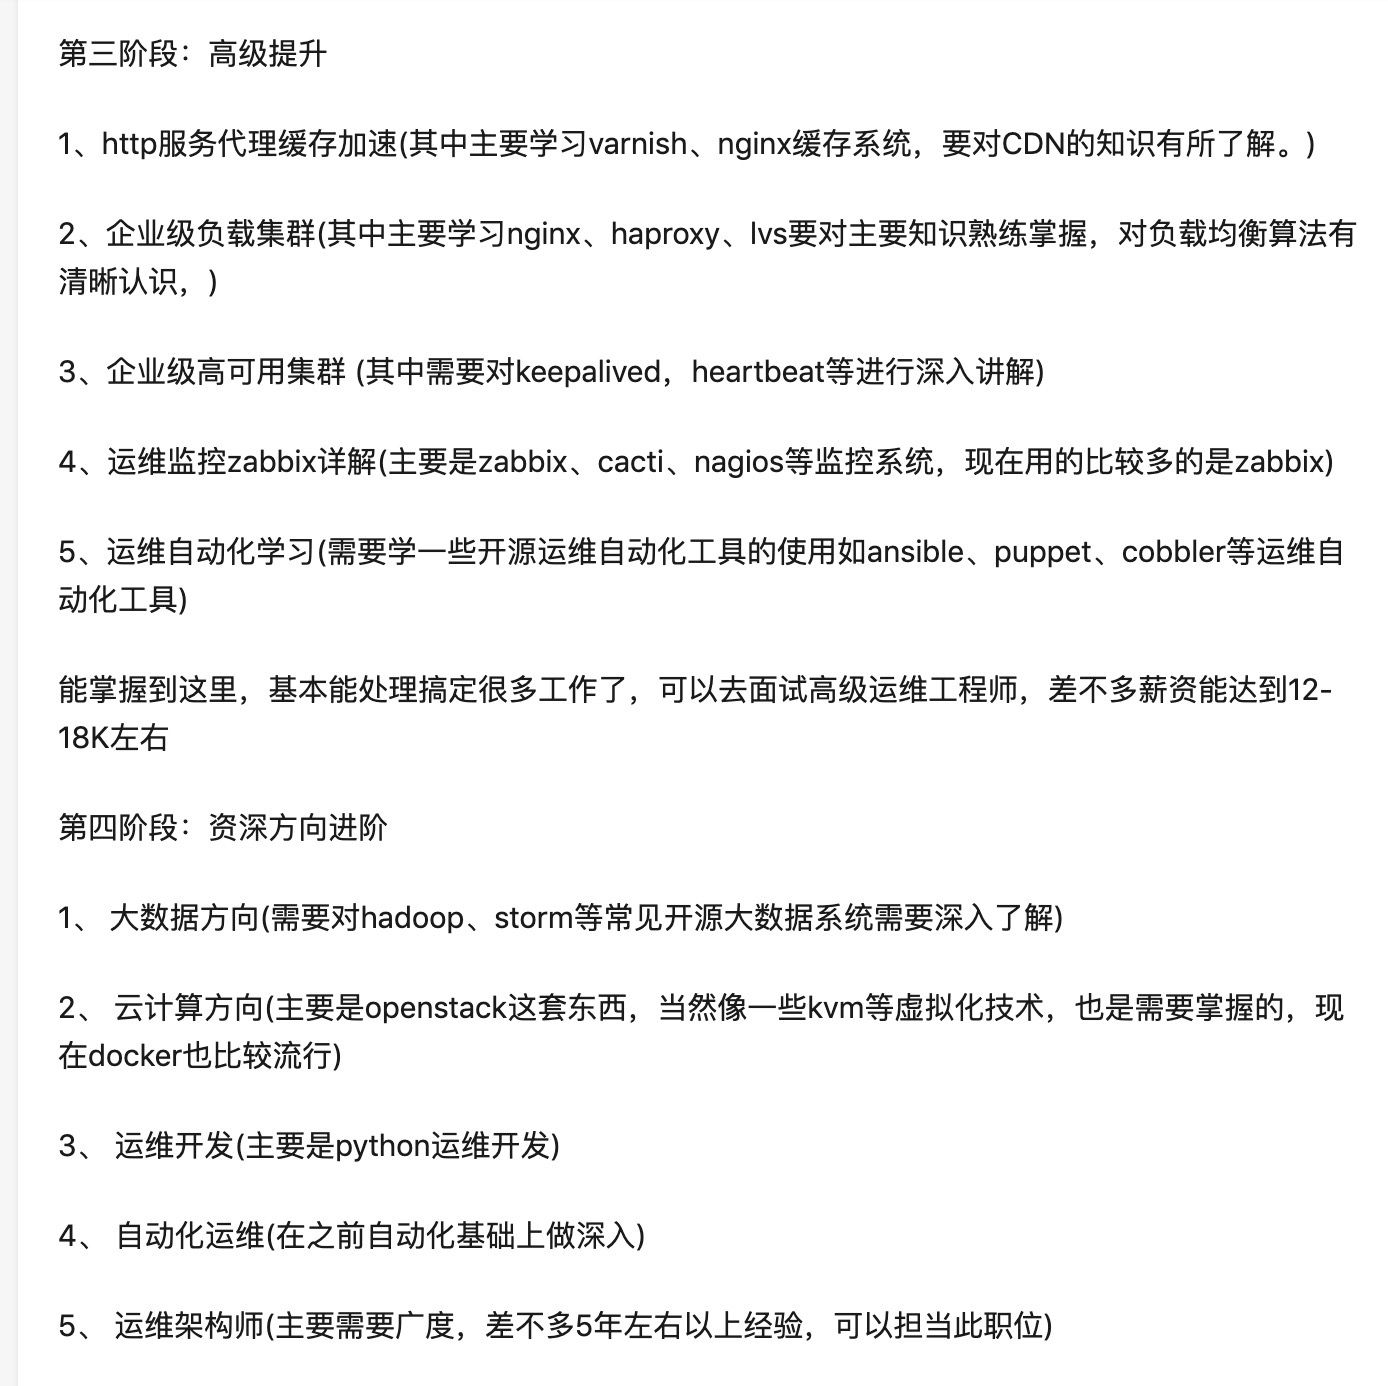 第三阶段：高级提升
1、http服务代理缓存加速(其中主要学习varnish、nginx缓存系统，要对CDN的知识有所了解。)
2、企业级负载集群(其中主要学习nginx、haproxy、lvs要对主要知识熟练掌握，对负载均衡算法有
清晰认识，)
3、企业级高可用集群 (其中需要对keepalived，heartbeat等进行深入讲解)
4、运维监控zabbix详解(主要是zabbix、cacti、nagios等监控系统，现在用的比较多的是zabbix)
5、运维自动化学习(需要学一些开源运维自动化工具的使用如ansible、puppet、cobbler等运维自
动化工具)
能掌握到这里，基本能处理搞定很多工作了，可以去面试高级运维工程师，差不多薪资能达到12-
18K左右
第四阶段：资深方向进阶
1、 大数据方向(需要对hadoop、storm等常见开源大数据系统需要深入了解)
2、 云计算方向(主要是openstack这套东西，当然像一些kvm等虚拟化技术，也是需要掌握的，现
在docker也比较流行)
3、 运维开发(主要是python运维开发)
4、 自动化运维(在之前自动化基础上做深入)
5、 运维架构师(主要需要广度，差不多5年左右以上经验，可以担当此职位)